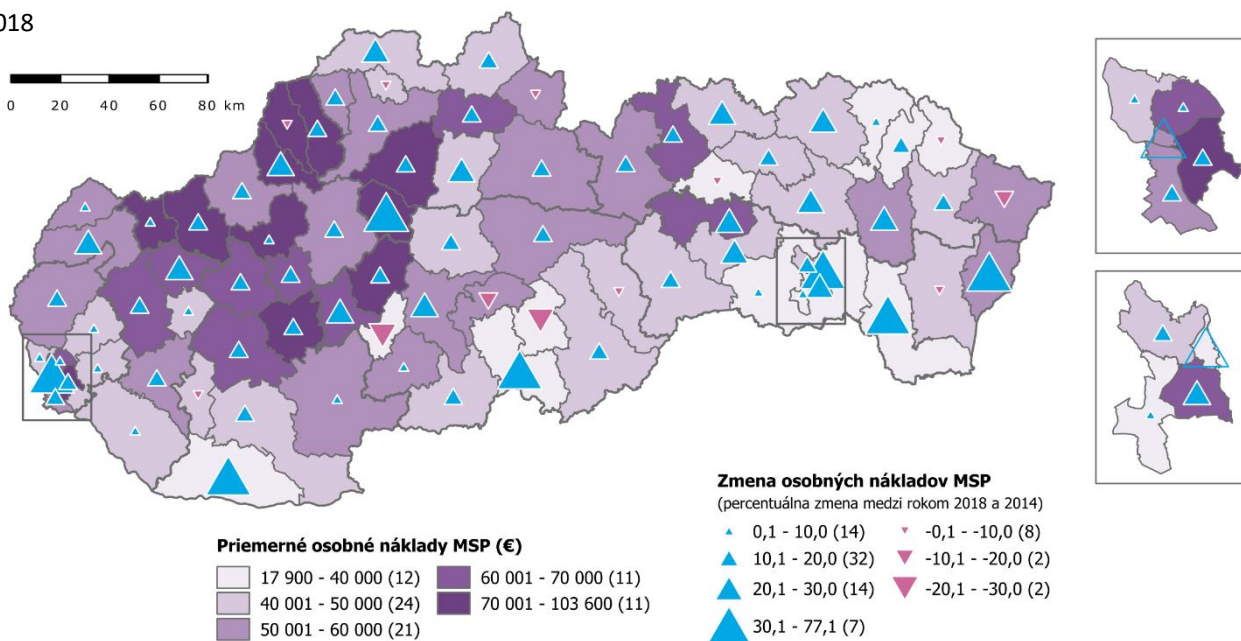 018
0 20 40 60 80 km
Priemerné osobné náklady MSP (€)
17 900 - 40 000 (12)
40 001 - 50 000 (24)
50 001 - 60 000 (21)
60 001 - 70 000 (11)
70 001 - 103 600 (11)
Zmena osobných nákladov MSP
(percentuálna zmena medzi rokom 2018 a 2014)
0,1 - 10,0 (14)
10,1 - 20,0 (32)
20,1 - 30,0 (14)
30,1 - 77,1 (7)
-0,1 - -10,0 (8)
-10,1 - -20,0 (2)
-20,1 - -30,0 (2)